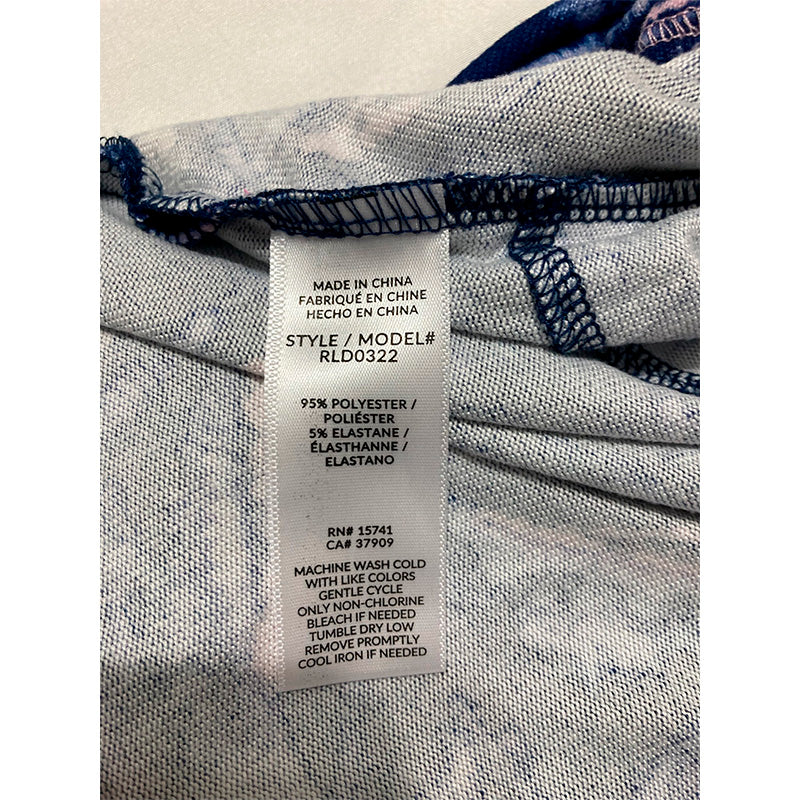 MADE IN CHINA
FABRIQUÉ EN CHINE
HECHO EN CHINA
STYLE / MODEL#
RLD0322
95% POLYESTER /
POLIÉSTER
5% ELASTANE /
ÉLASTHANNE /
ELASTANO
RN# 15741
CA# 37909
MACHINE WASH COLD
WITH LIKE COLORS
GENTLE CYCLE
ONLY NON-CHLORINE
BLEACH IF NEEDED
TUMBLE DRY LOW
REMOVE PROMPTLY
COOL IRON IF NEEDED